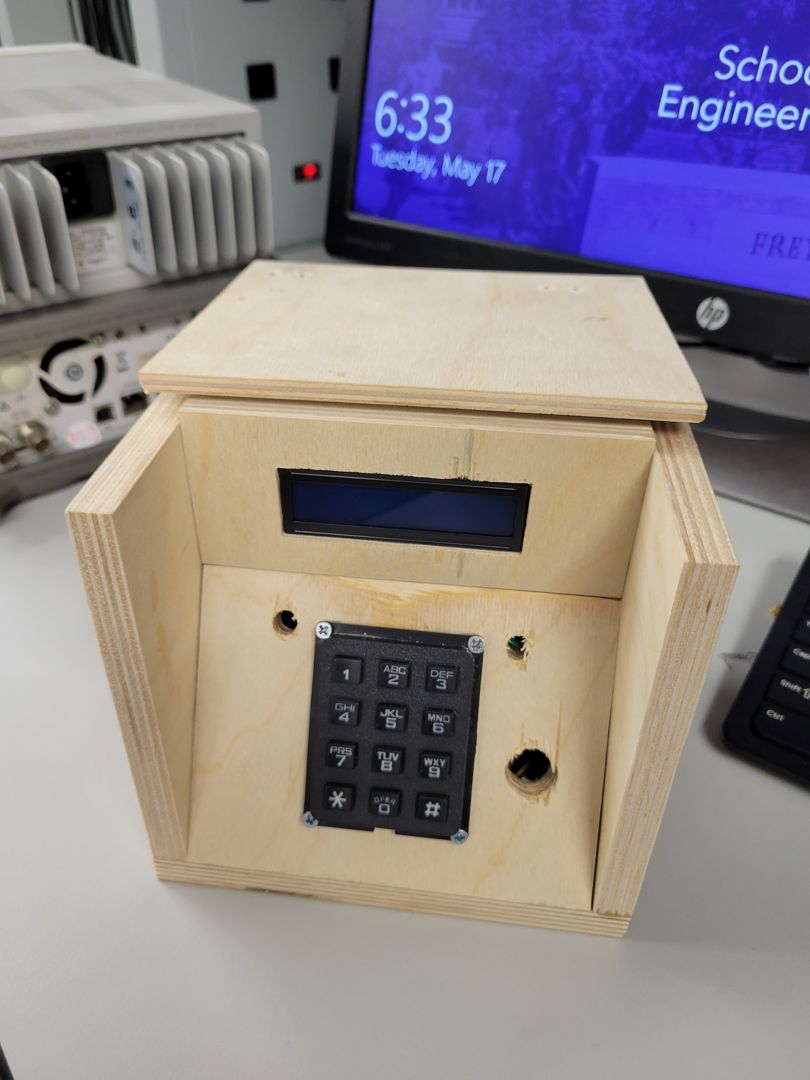 Schoo
Engineer
6:33
Tuesday, May 17
FRE
hp
1
ABC
2
DEF
3
GHI
4
JKL
5
MNO
6
PRS
7
TUV
8
WXY
9
*
OPER
0
#
Shift
Ctrl